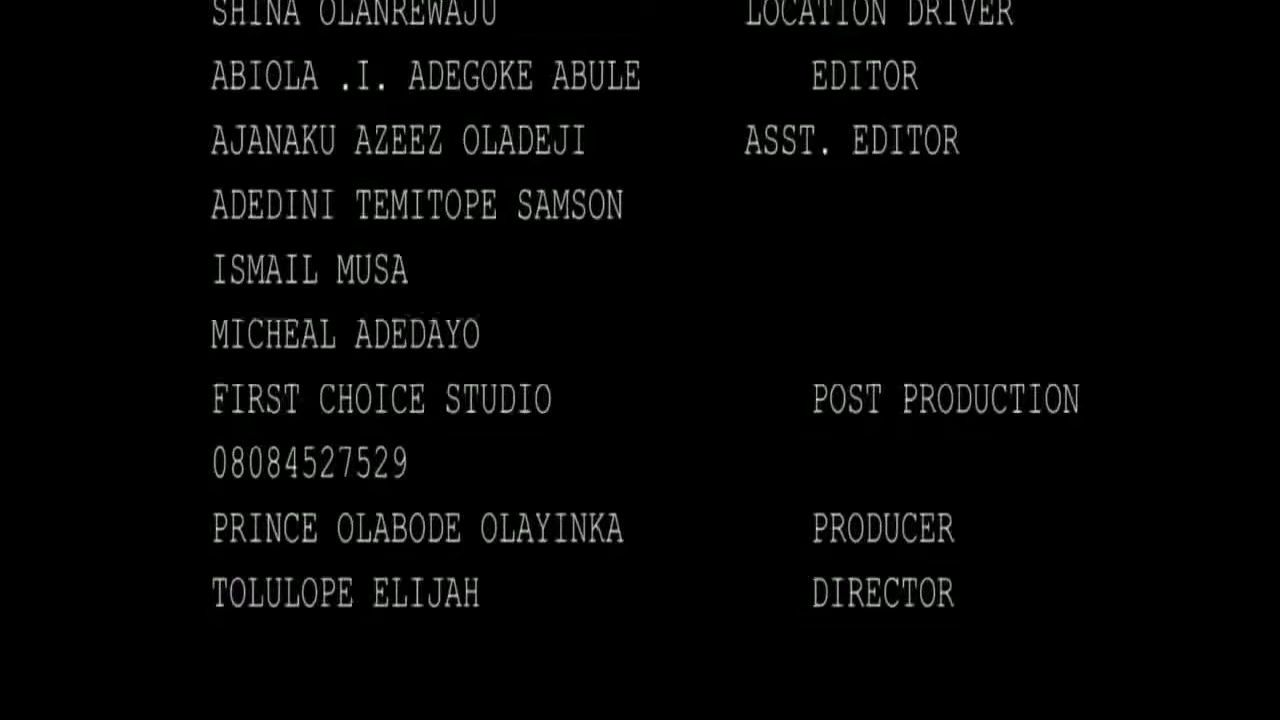 SHINA OLANREWAJU LOCATION DRIVER
ABIOLA .I. ADEGOKE ABULE EDITOR
AJANAKU AZEEZ OLADEJI ASST. EDITOR
ADEDINI TEMITOPE SAMSON
ISMAIL MUSA
MICHEAL ADEDAYO
FIRST CHOICE STUDIO POST PRODUCTION
08084527529
PRINCE OLABODE OLAYINKA PRODUCER
TOLULOPE ELIJAH DIRECTOR